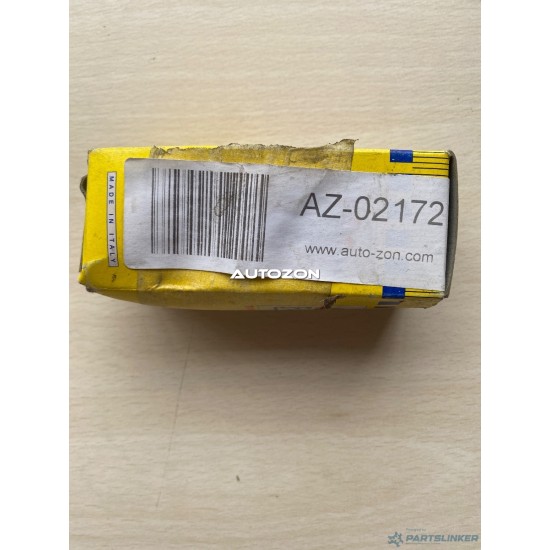 MADE IN ITALY
AZ-02172
www.auto-zon.com
AUTOZON
PARTSLINKER